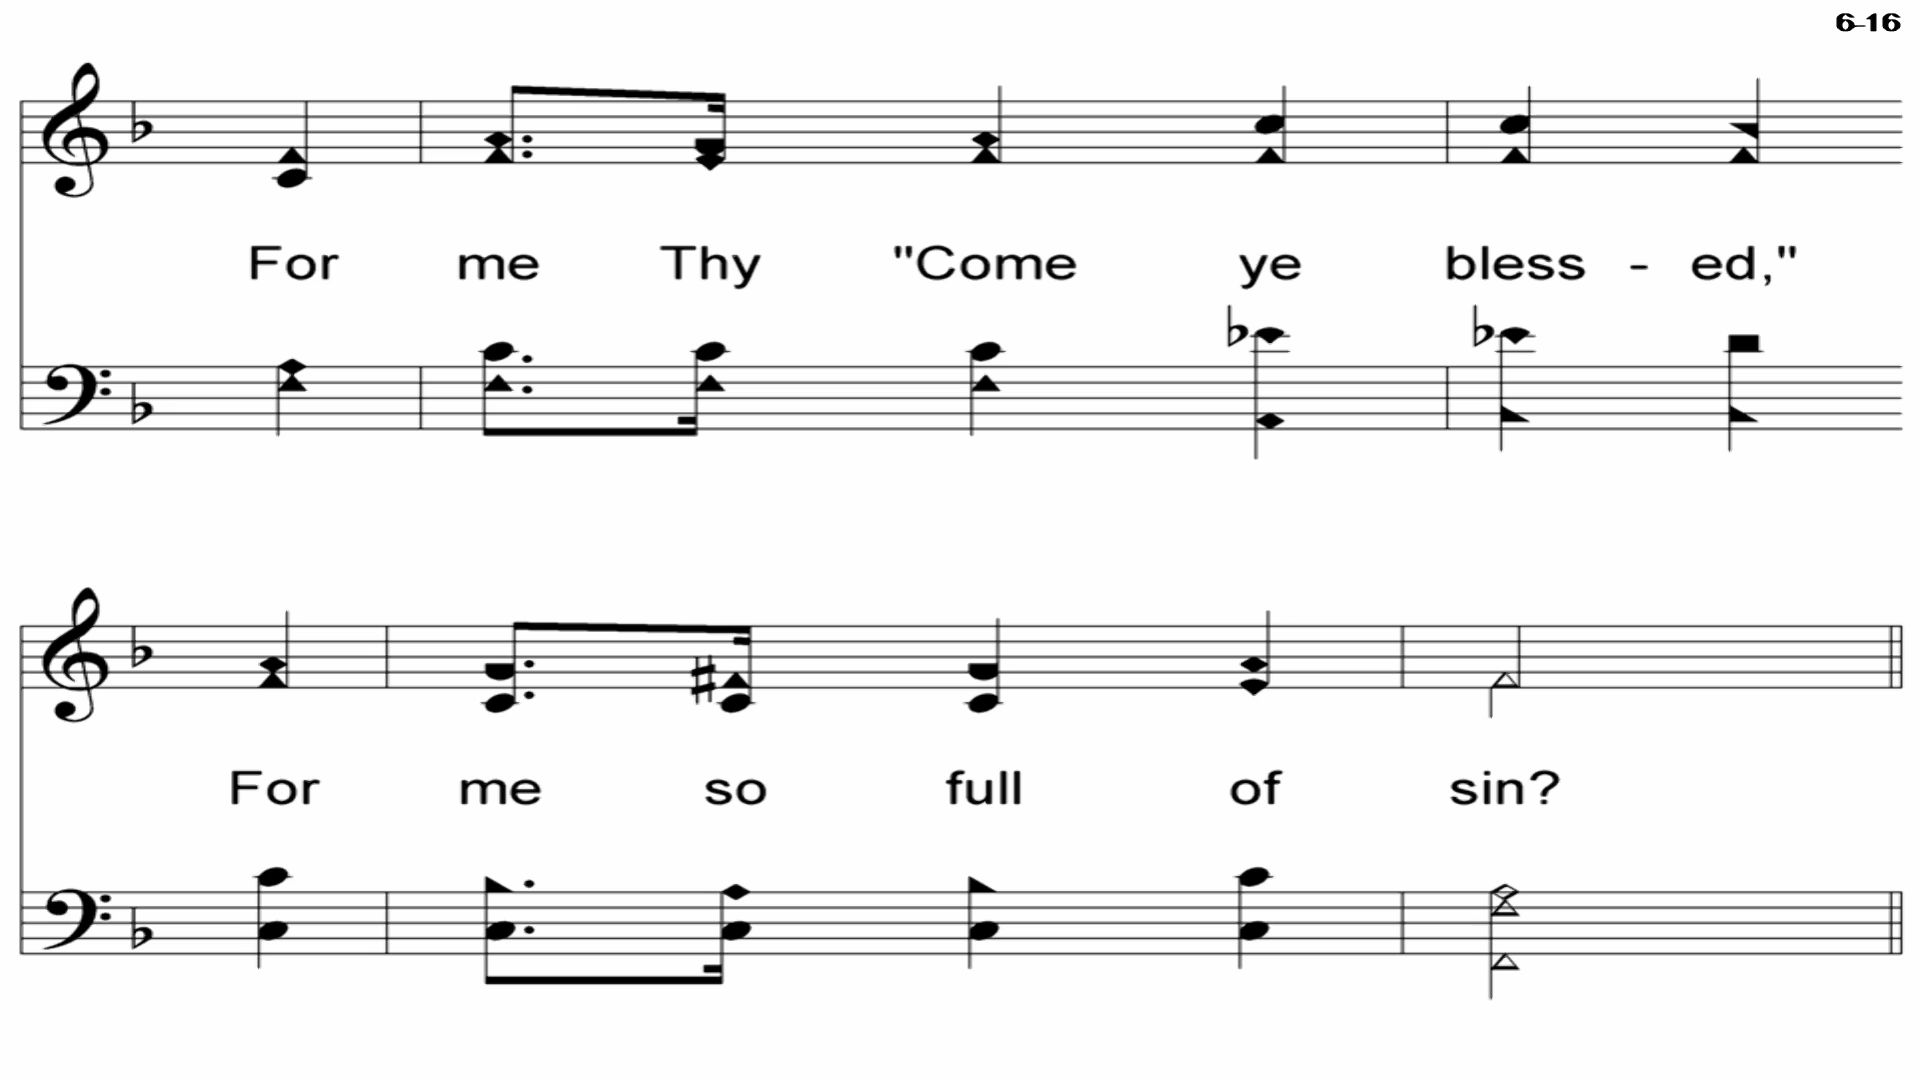 6-16
For me Thy "Come ye bless - ed,"
For me so full of sin?